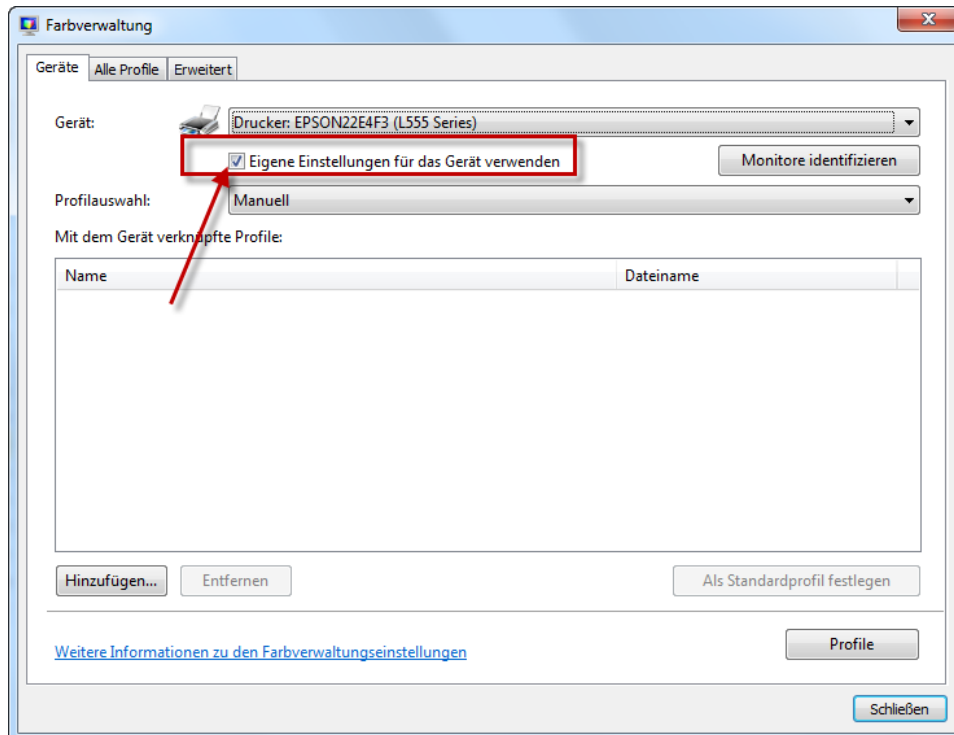 Farbverwaltung
Geräte Alle Profile Erweitert
Gerät: Drucker: EPSON22E4F3 (L555 Series)
Eigene Einstellungen für das Gerät verwenden Monitore identifizieren
Profilauswahl: Manuell
Mit dem Gerät verknüpfte Profile:
Name Dateiname
Hinzufügen... Entfernen Als Standardprofil festlegen
Weitere Informationen zu den Farbverwaltungseinstellungen Profile
Schließen